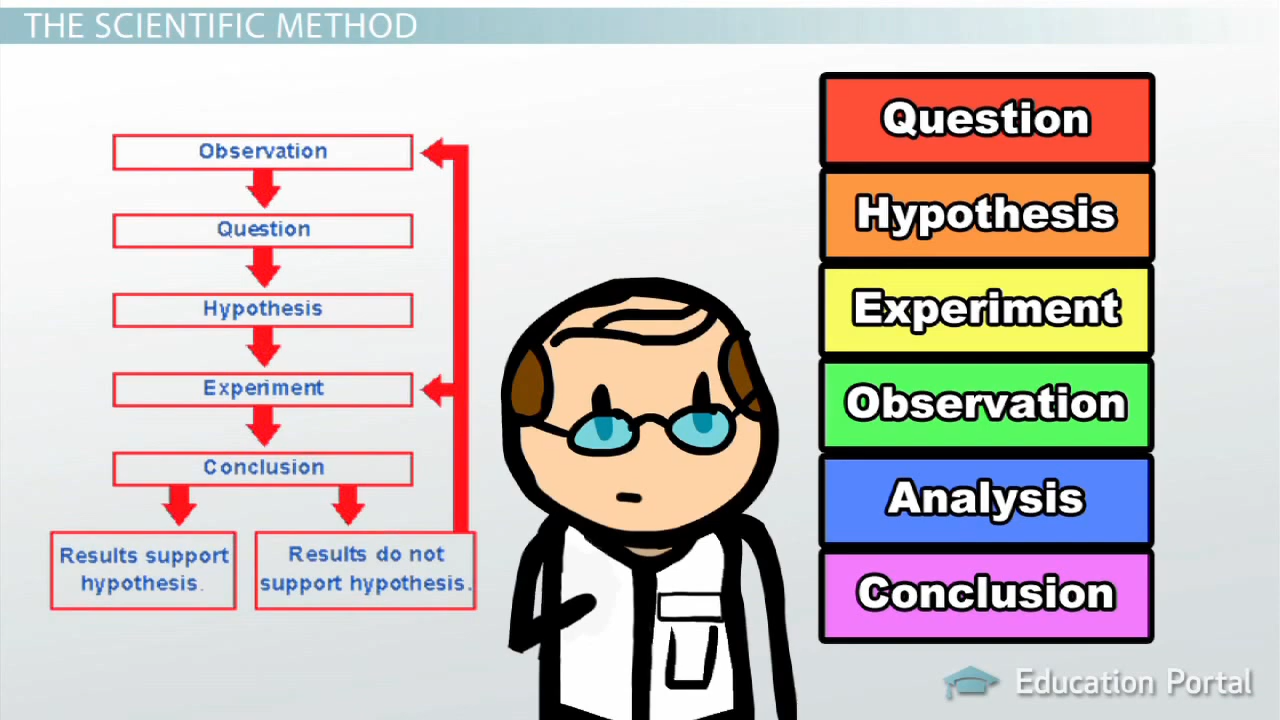 THE SCIENTIFIC METHOD
Observation
Question
Hypothesis
Experiment
Conclusion
Results support
hypothesis.
Results do not
support hypothesis.
Question
Hypothesis
Experiment
Observation
Analysis
Conclusion
Education Portal